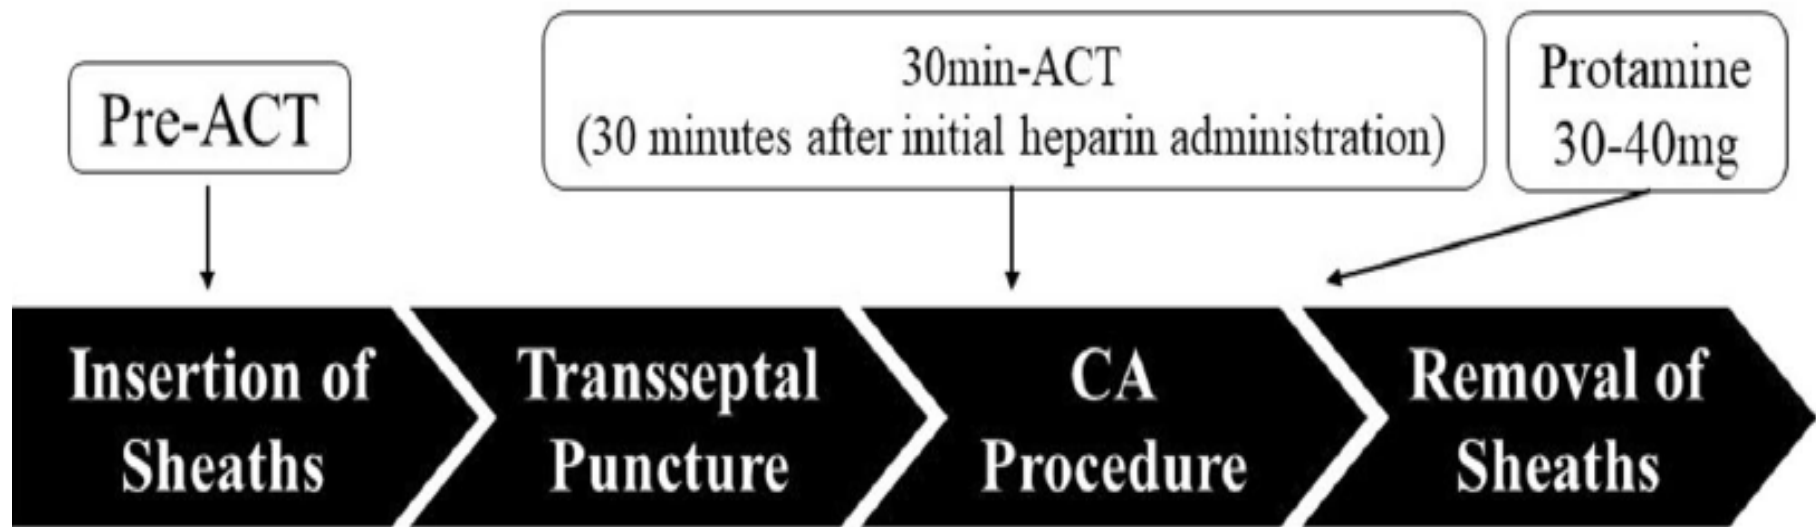 Pre-ACT
30min-ACT
(30 minutes after initial heparin administration)
Protamine
30-40mg
Insertion of
Sheaths
Transseptal
Puncture
CA
Procedure
Removal of
Sheaths